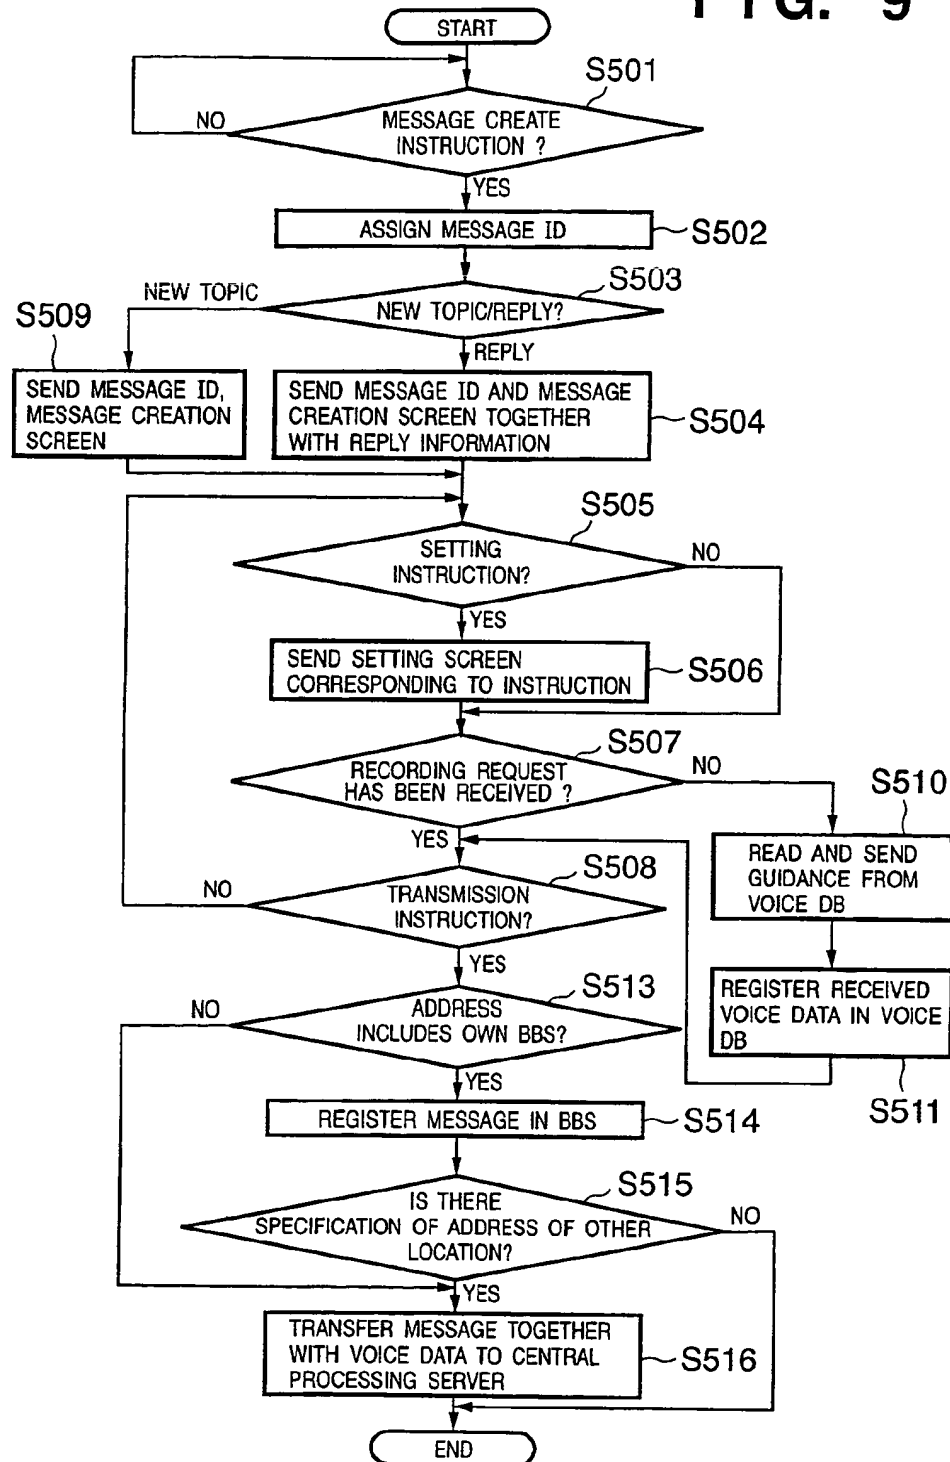 FIG. 9
START
S501
MESSAGE CREATE
INSTRUCTION ?
NO
YES
ASSIGN MESSAGE ID
S502
S503
NEW TOPIC
NEW TOPIC/REPLY?
S509
REPLY
SEND MESSAGE ID,
MESSAGE CREATION
SCREEN
SEND MESSAGE ID AND MESSAGE
CREATION SCREEN TOGETHER
WITH REPLY INFORMATION
S504
S505
SETTING
INSTRUCTION?
NO
YES
SEND SETTING SCREEN
CORRESPONDING TO INSTRUCTION
S506
S507
RECORDING REQUEST
HAS BEEN RECEIVED ?
NO
S510
YES
READ AND SEND
GUIDANCE FROM
VOICE DB
S508
NO
TRANSMISSION
INSTRUCTION?
YES
REGISTER RECEIVED
VOICE DATA IN VOICE
DB
S511
S513
NO
ADDRESS
INCLUDES OWN BBS?
YES
REGISTER MESSAGE IN BBS
S514
S515
IS THERE
SPECIFICATION OF ADDRESS OF OTHER
LOCATION?
NO
YES
TRANSFER MESSAGE TOGETHER
WITH VOICE DATA TO CENTRAL
PROCESSING SERVER
S516
END